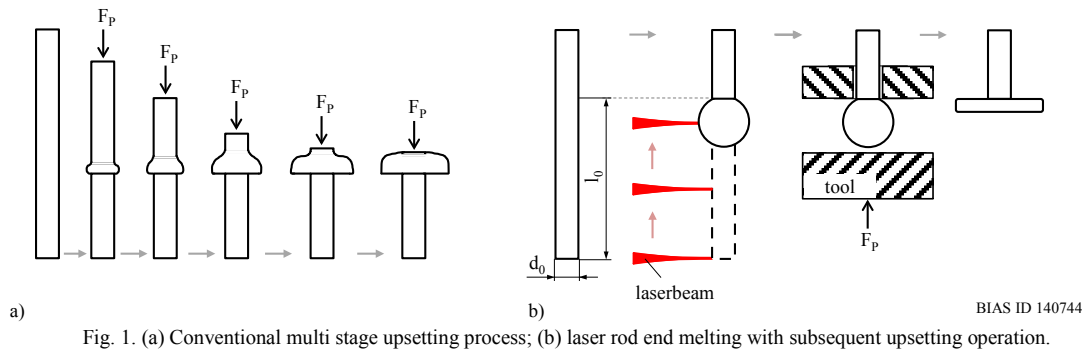 a)
F_P
F_P
F_P
F_P
F_P
b)
l_0
d_0
laserbeam
tool
F_P
BIAS ID 140744
Fig. 1. (a) Conventional multi stage upsetting process; (b) laser rod end melting with subsequent upsetting operation.